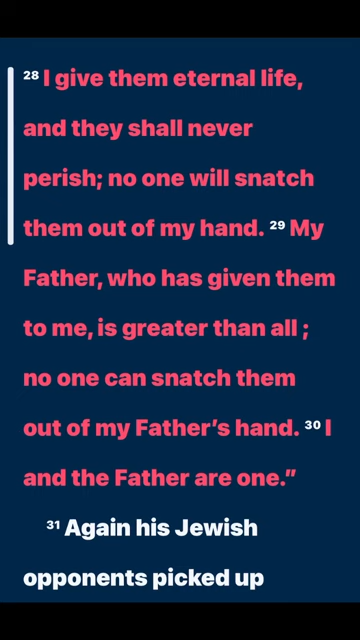 28 I give them eternal life,
and they shall never
perish; no one will snatch
them out of my hand. 29 My
Father, who has given them
to me, is greater than all ;
no one can snatch them
out of my Father’s hand. 30 I
and the Father are one.”
31 Again his Jewish
opponents picked up